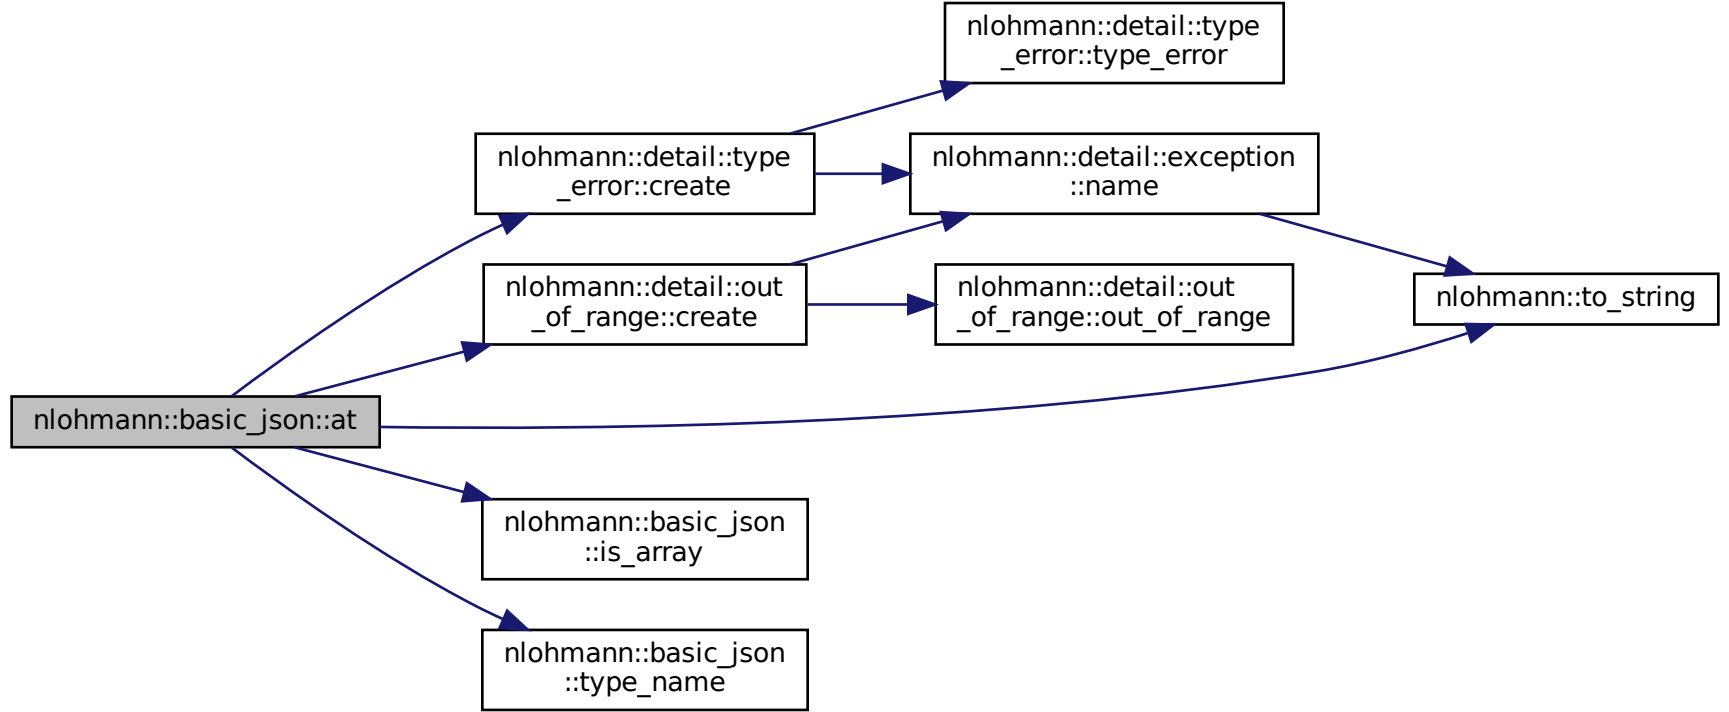 nlohmann::detail::type
_error::type_error
nlohmann::detail::type
_error::create
nlohmann::detail::exception
::name
nlohmann::detail::out
_of_range::create
nlohmann::detail::out
_of_range::out_of_range
nlohmann::to_string
nlohmann::basic_json::at
nlohmann::basic_json
::is_array
nlohmann::basic_json
::type_name